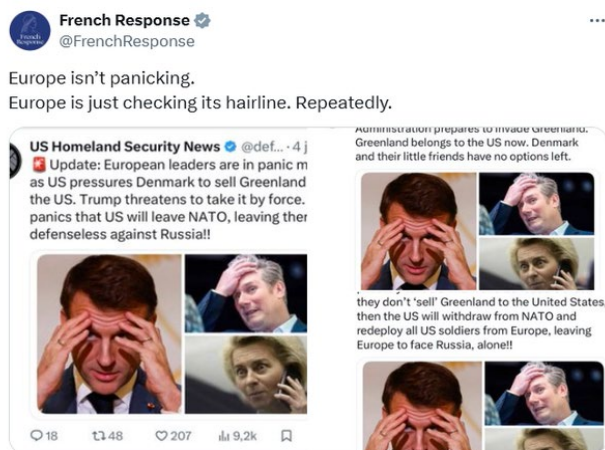 French Response
@FrenchResponse
French
Response
Europe isn’t panicking.
Europe is just checking its hairline. Repeatedly.
US Homeland Security News @def... · 4 j
🚨 Update: European leaders are in panic m
as US pressures Denmark to sell Greenland
the US. Trump threatens to take it by force.
panics that US will leave NATO, leaving ther
defenseless against Russia!!
18 48 207 9,2k
Administration prepares to invade Greenland.
Greenland belongs to the US now. Denmark
and their little friends have no options left.
they don’t ‘sell’ Greenland to the United States
then the US will withdraw from NATO and
redeploy all US soldiers from Europe, leaving
Europe to face Russia, alone!!